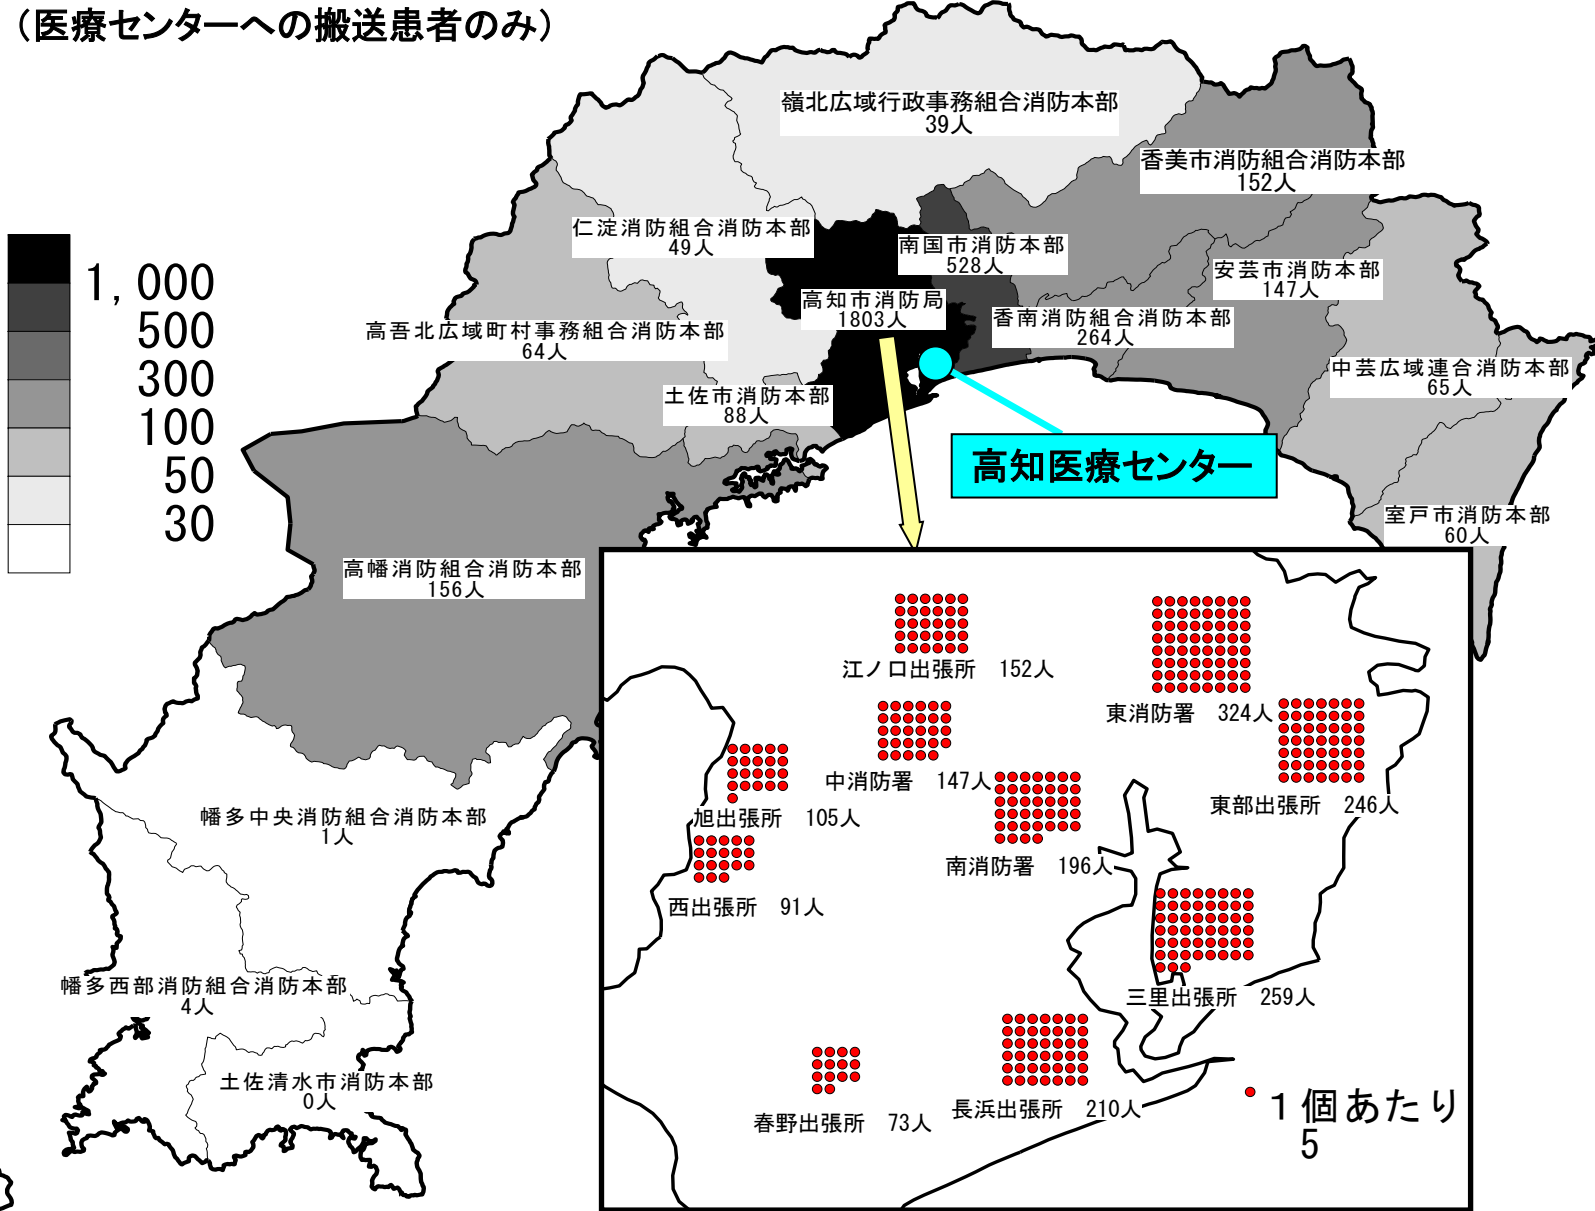 （医療センターへの搬送患者のみ）
嶺北広域行政事務組合消防本部
39人
香美市消防組合消防本部
152人
仁淀消防組合消防本部
49人
南国市消防本部
528人
安芸市消防本部
147人
1,000
500
300
100
50
30
高知市消防局
1803人
香南消防組合消防本部
264人
高吾北広域町村事務組合消防本部
64人
中芸広域連合消防本部
65人
土佐市消防本部
88人
高知医療センター
室戸市消防本部
60人
高幡消防組合消防本部
156人
江ノ口出張所　152人
東消防署　324人
中消防署　147人
東部出張所　246人
旭出張所　105人
南消防署　196人
西出張所　91人
三里出張所　259人
長浜出張所　210人
春野出張所　73人
１個あたり
5
幡多中央消防組合消防本部
1人
幡多西部消防組合消防本部
4人
土佐清水市消防本部
0人